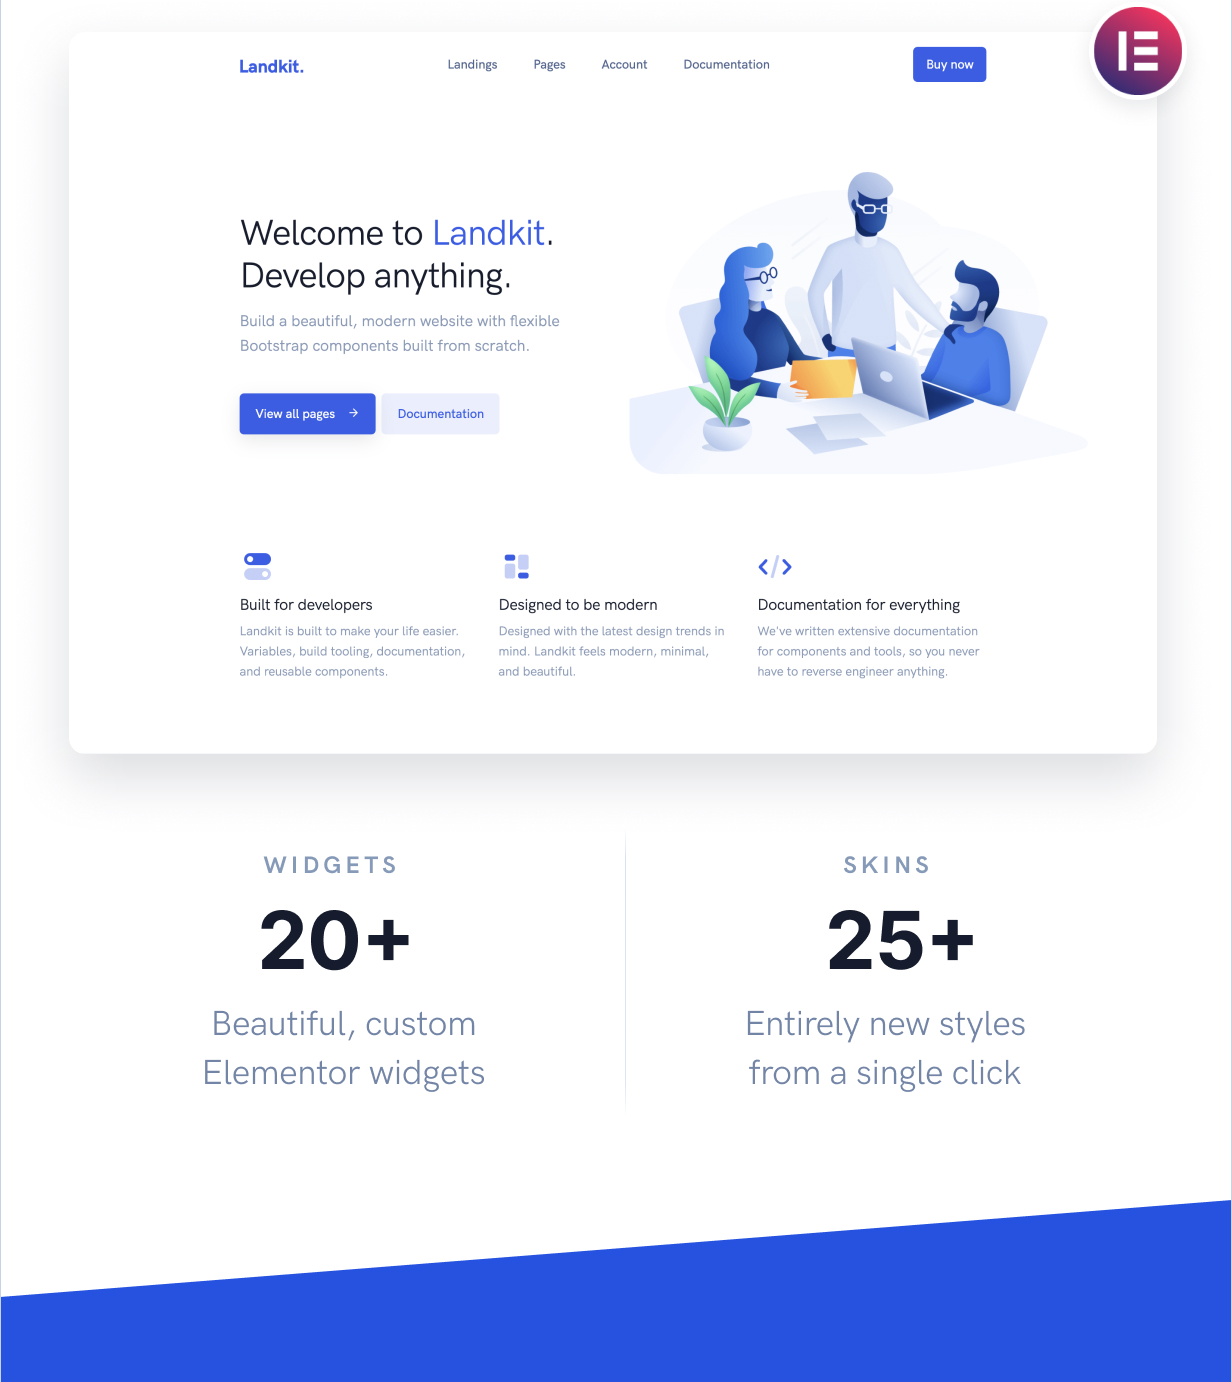 Landkit.
Landings Pages Account Documentation
Buy now
Welcome to Landkit.
Develop anything.
Build a beautiful, modern website with flexible
Bootstrap components built from scratch.
View all pages →
Documentation
Built for developers
Landkit is built to make your life easier.
Variables, build tooling, documentation,
and reusable components.
Designed to be modern
Designed with the latest design trends in
mind. Landkit feels modern, minimal,
and beautiful.
Documentation for everything
We've written extensive documentation
for components and tools, so you never
have to reverse engineer anything.
WIDGETS
20+
Beautiful, custom
Elementor widgets
SKINS
25+
Entirely new styles
from a single click